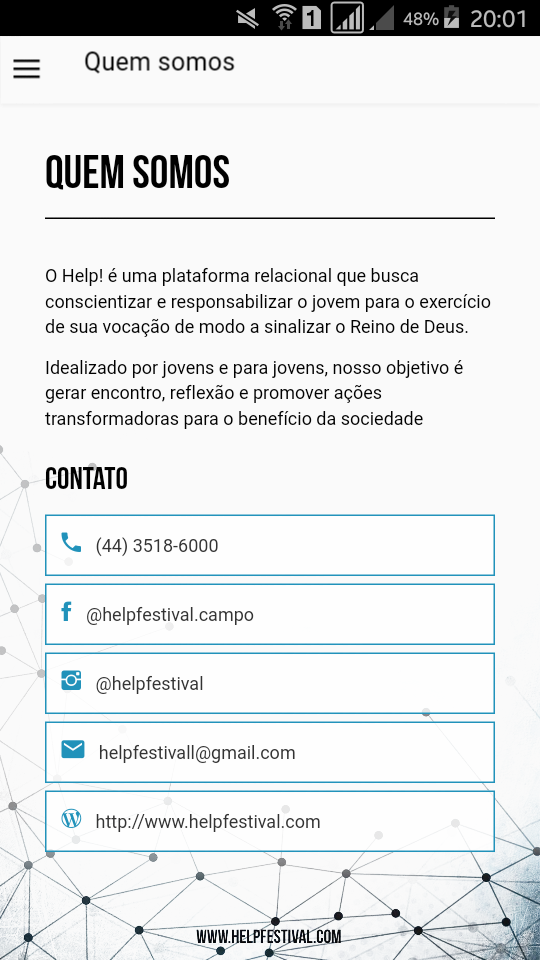 48% 20:01
Quem somos
QUEM SOMOS
O Help! é uma plataforma relacional que busca
conscientizar e responsabilizar o jovem para o exercício
de sua vocação de modo a sinalizar o Reino de Deus.
Idealizado por jovens e para jovens, nosso objetivo é
gerar encontro, reflexão e promover ações
transformadoras para o benefício da sociedade
CONTATO
(44) 3518-6000
@helpfestival.campo
@helpfestival
helpfestivall@gmail.com
http://www.helpfestival.com
WWW.HELPFESTIVAL.COM